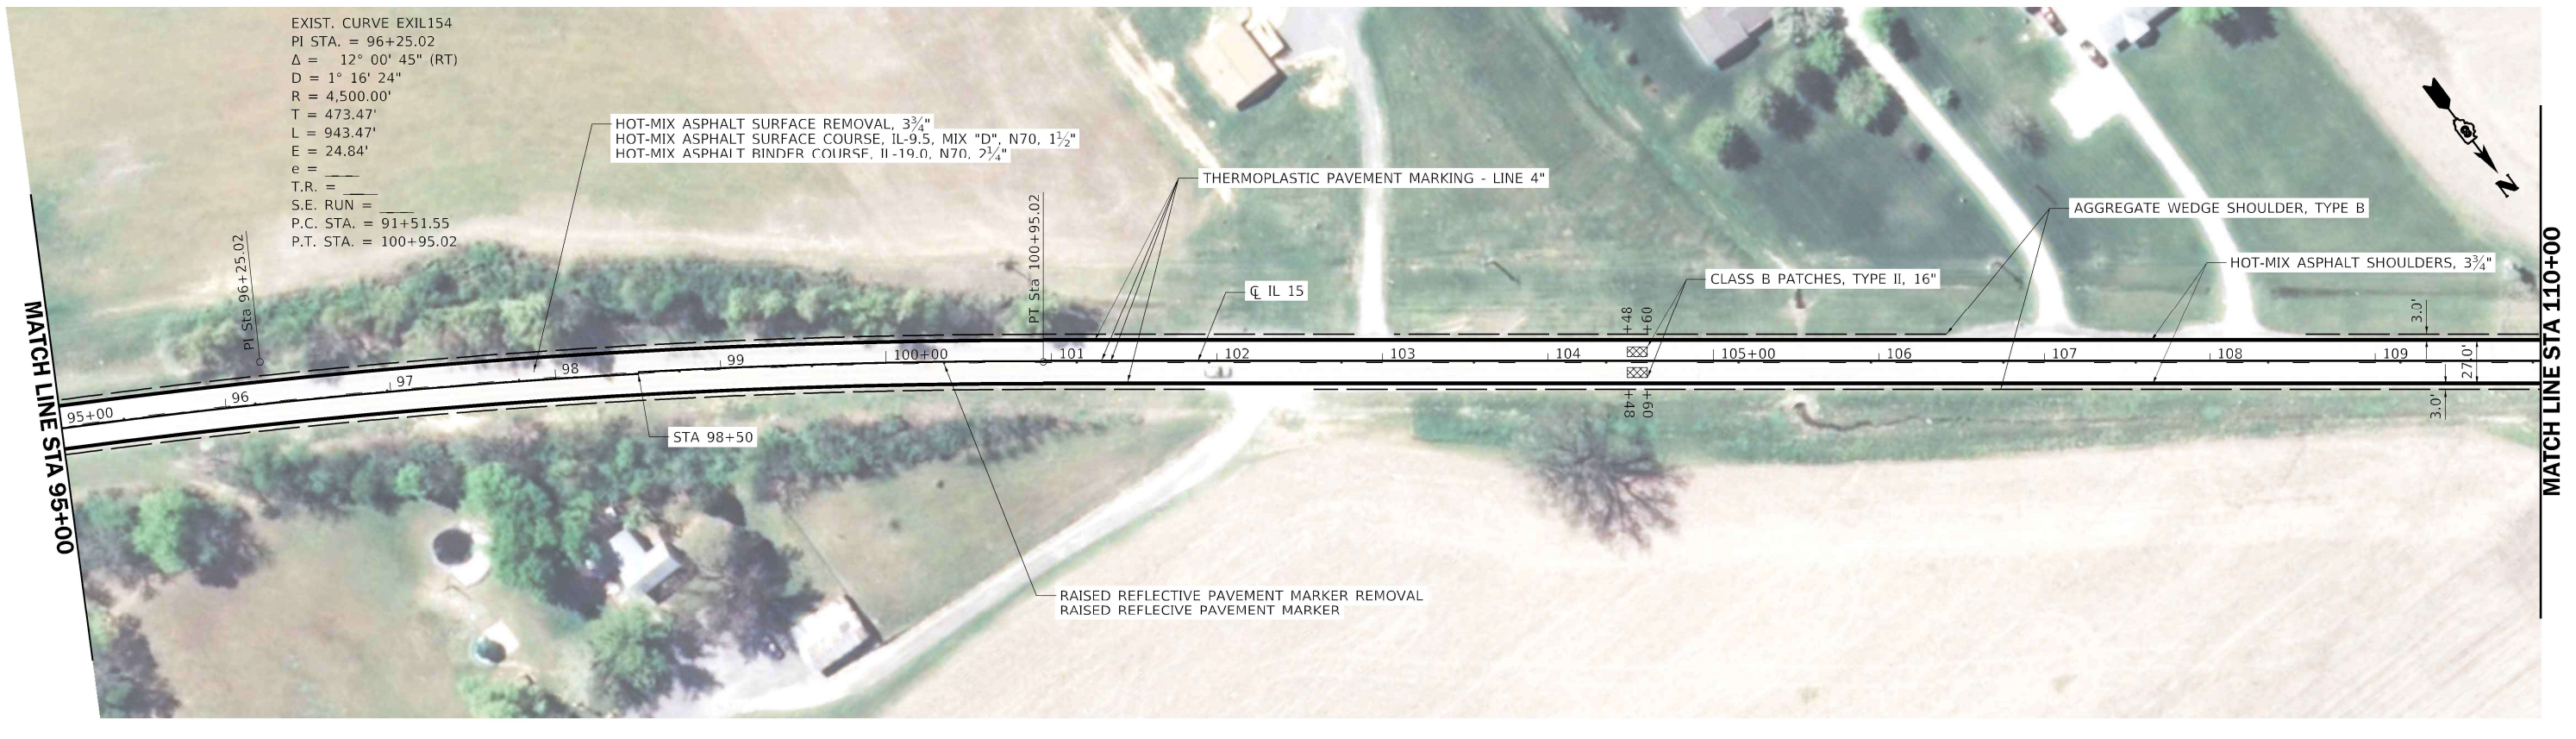 EXIST. CURVE EXIL154
PI STA. = 96+25.02
Δ = 12° 00' 45" (RT)
D = 1° 16' 24"
R = 4,500.00'
T = 473.47'
L = 943.47'
E = 24.84'
e = ____
T.R. = ____
S.E. RUN = ____
P.C. STA. = 91+51.55
P.T. STA. = 100+95.02
HOT-MIX ASPHALT SURFACE REMOVAL, 3¾"
HOT-MIX ASPHALT SURFACE COURSE, IL-9.5, MIX "D", N70, 1½"
HOT-MIX ASPHALT BINDER COURSE, IL-19.0, N70, 2¼"
THERMOPLASTIC PAVEMENT MARKING - LINE 4"
AGGREGATE WEDGE SHOULDER, TYPE B
HOT-MIX ASPHALT SHOULDERS, 3¾"
CLASS B PATCHES, TYPE II, 16"
℄ IL 15
N
PI Sta 96+25.02
PT Sta 100+95.02
+48
+60
3.0'
MATCH LINE STA 95+00
95+00
96
97
98
99
100+00
101
102
103
104
105+00
106
107
108
109
27.0'
MATCH LINE STA 110+00
+48
+60
3.0'
STA 98+50
RAISED REFLECTIVE PAVEMENT MARKER REMOVAL
RAISED REFLECIVE PAVEMENT MARKER